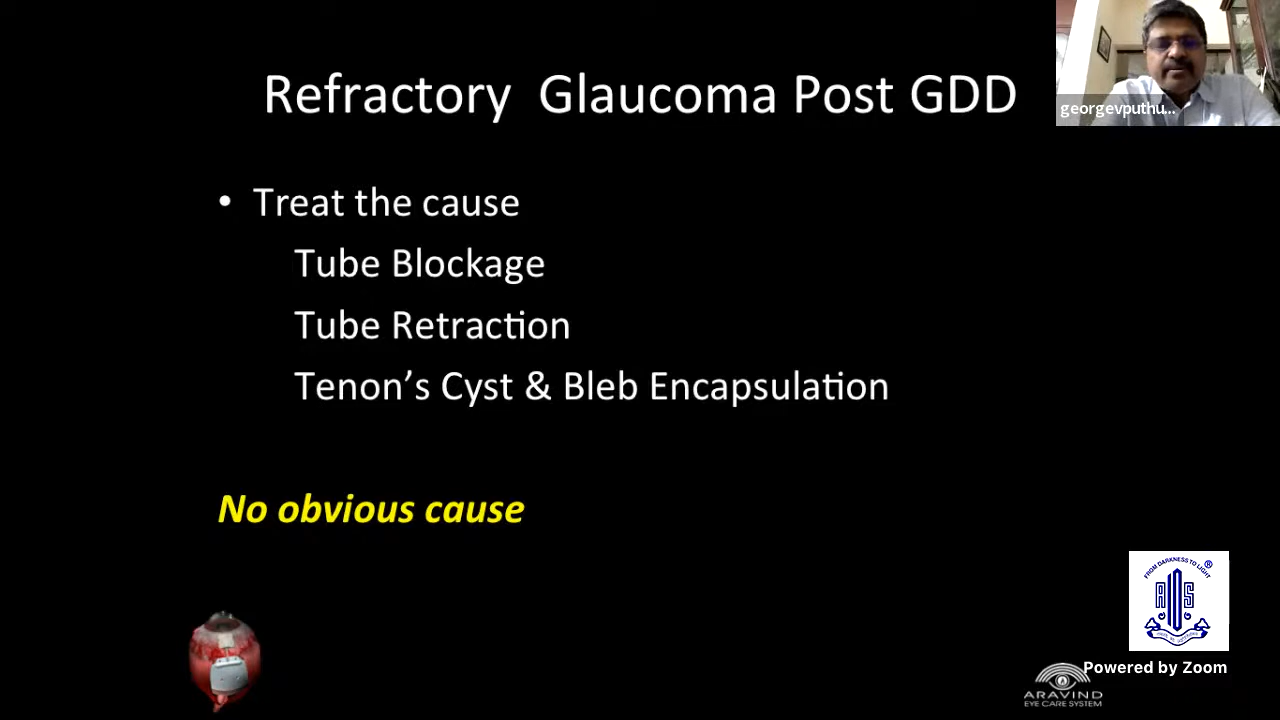 Refractory Glaucoma Post GDD
georgevputhu...
• Treat the cause
Tube Blockage
Tube Retraction
Tenon's Cyst & Bleb Encapsulation
No obvious cause
FROM DARKNESS TO LIGHT
®
AIOS
Powered by Zoom
ARAVIND
EYE CARE SYSTEM